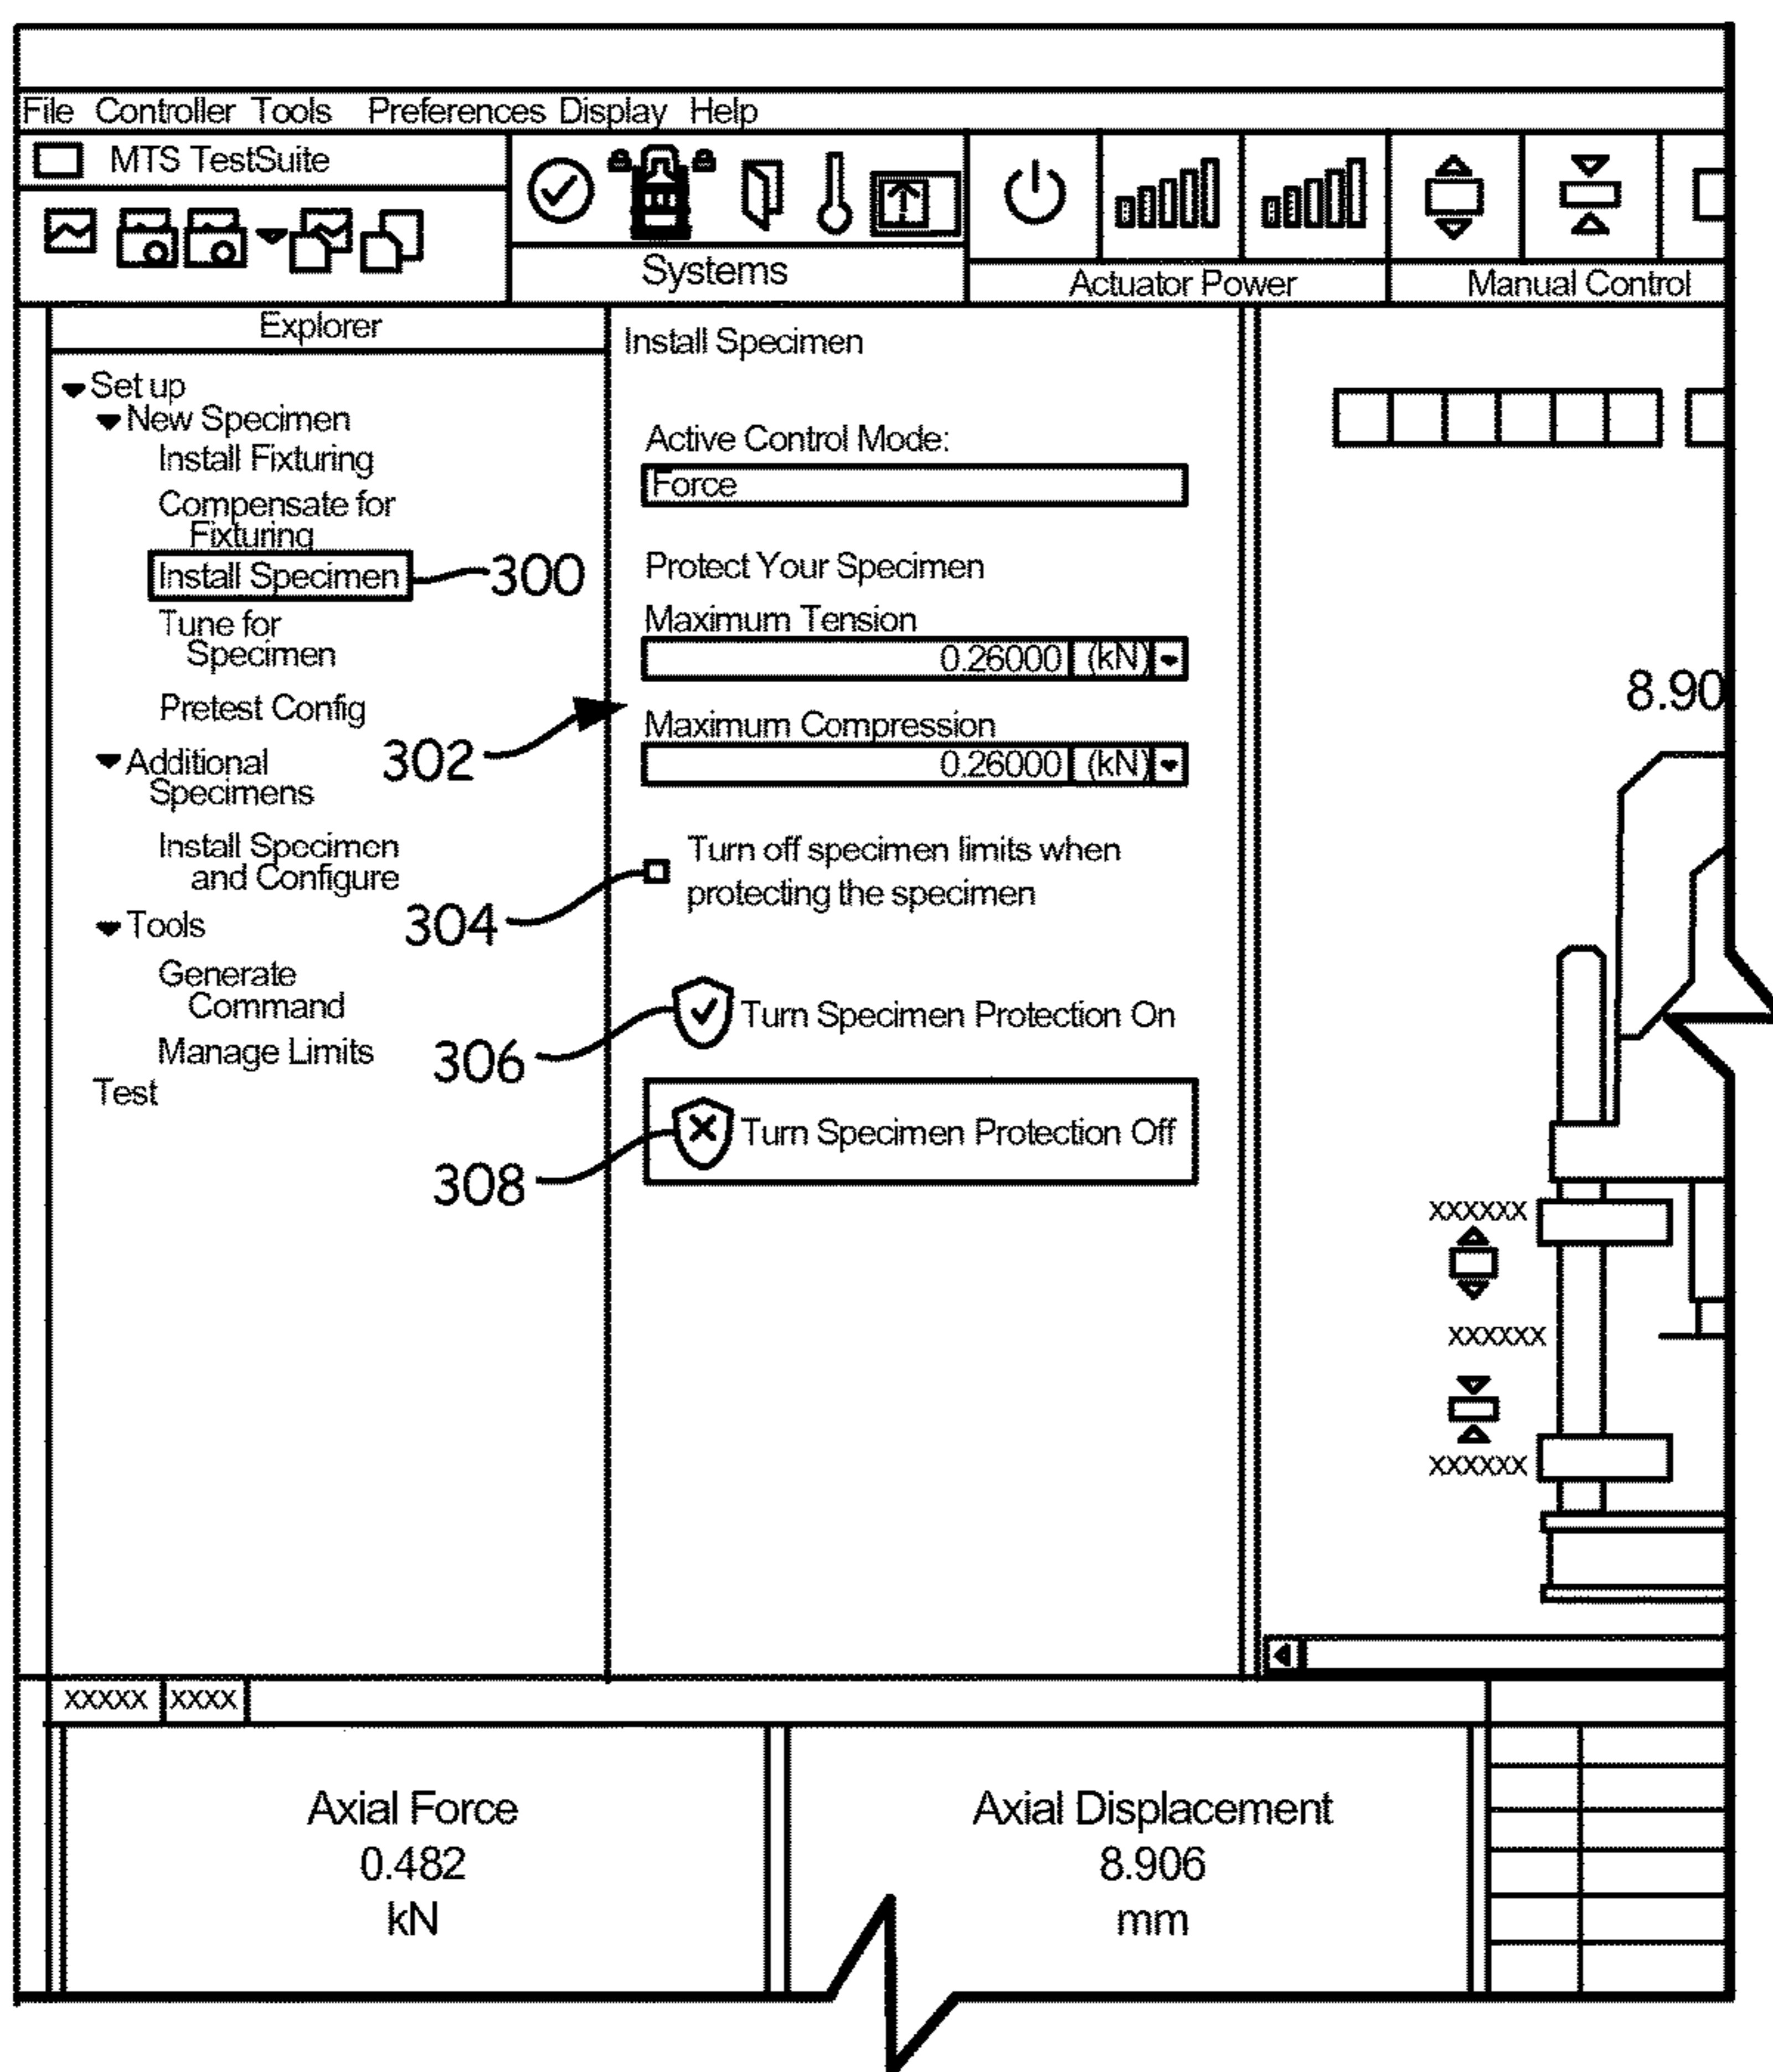 File Controller Tools Preferences Display Help
MTS TestSuite
Systems
Actuator Power
Manual Control
Explorer
Set up
New Specimen
Install Fixturing
Compensate for
Fixturing
Install Specimen
300
Tune for
Specimen
Pretest Config
302
Additional
Specimens
Install Specimen
and Configure
304
Tools
Generate
Command
306
Manage Limits
Test
308
Install Specimen
Active Control Mode:
Force
Protect Your Specimen
Maximum Tension
0.26000 (kN)
Maximum Compression
0.26000 (kN)
Turn off specimen limits when
protecting the specimen
Turn Specimen Protection On
Turn Specimen Protection Off
8.90
xxxxxx
xxxxxx
xxxxxx
xxxxx xxxx
Axial Force
0.482
kN
Axial Displacement
8.906
mm